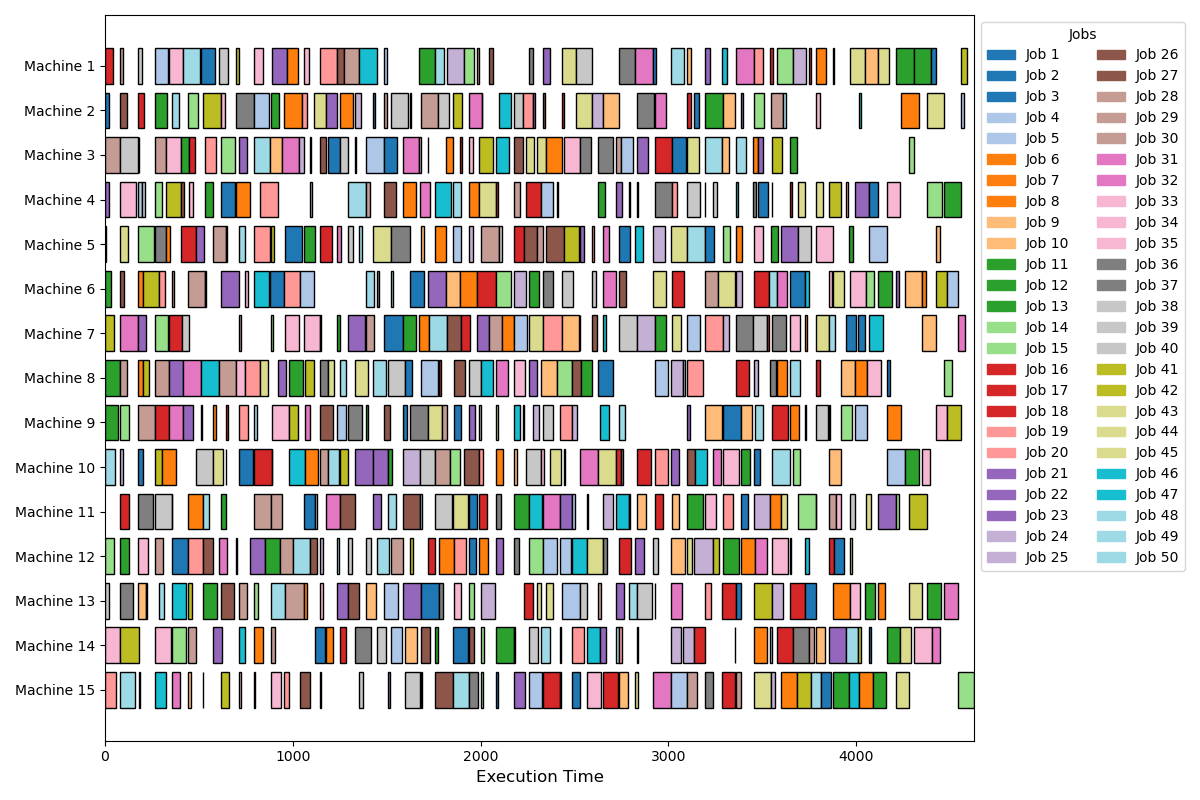 Machine 1
Machine 2
Machine 3
Machine 4
Machine 5
Machine 6
Machine 7
Machine 8
Machine 9
Machine 10
Machine 11
Machine 12
Machine 13
Machine 14
Machine 15
0 1000 2000 3000 4000
Execution Time
Jobs
Job 1
Job 2
Job 3
Job 4
Job 5
Job 6
Job 7
Job 8
Job 9
Job 10
Job 11
Job 12
Job 13
Job 14
Job 15
Job 16
Job 17
Job 18
Job 19
Job 20
Job 21
Job 22
Job 23
Job 24
Job 25
Job 26
Job 27
Job 28
Job 29
Job 30
Job 31
Job 32
Job 33
Job 34
Job 35
Job 36
Job 37
Job 38
Job 39
Job 40
Job 41
Job 42
Job 43
Job 44
Job 45
Job 46
Job 47
Job 48
Job 49
Job 50